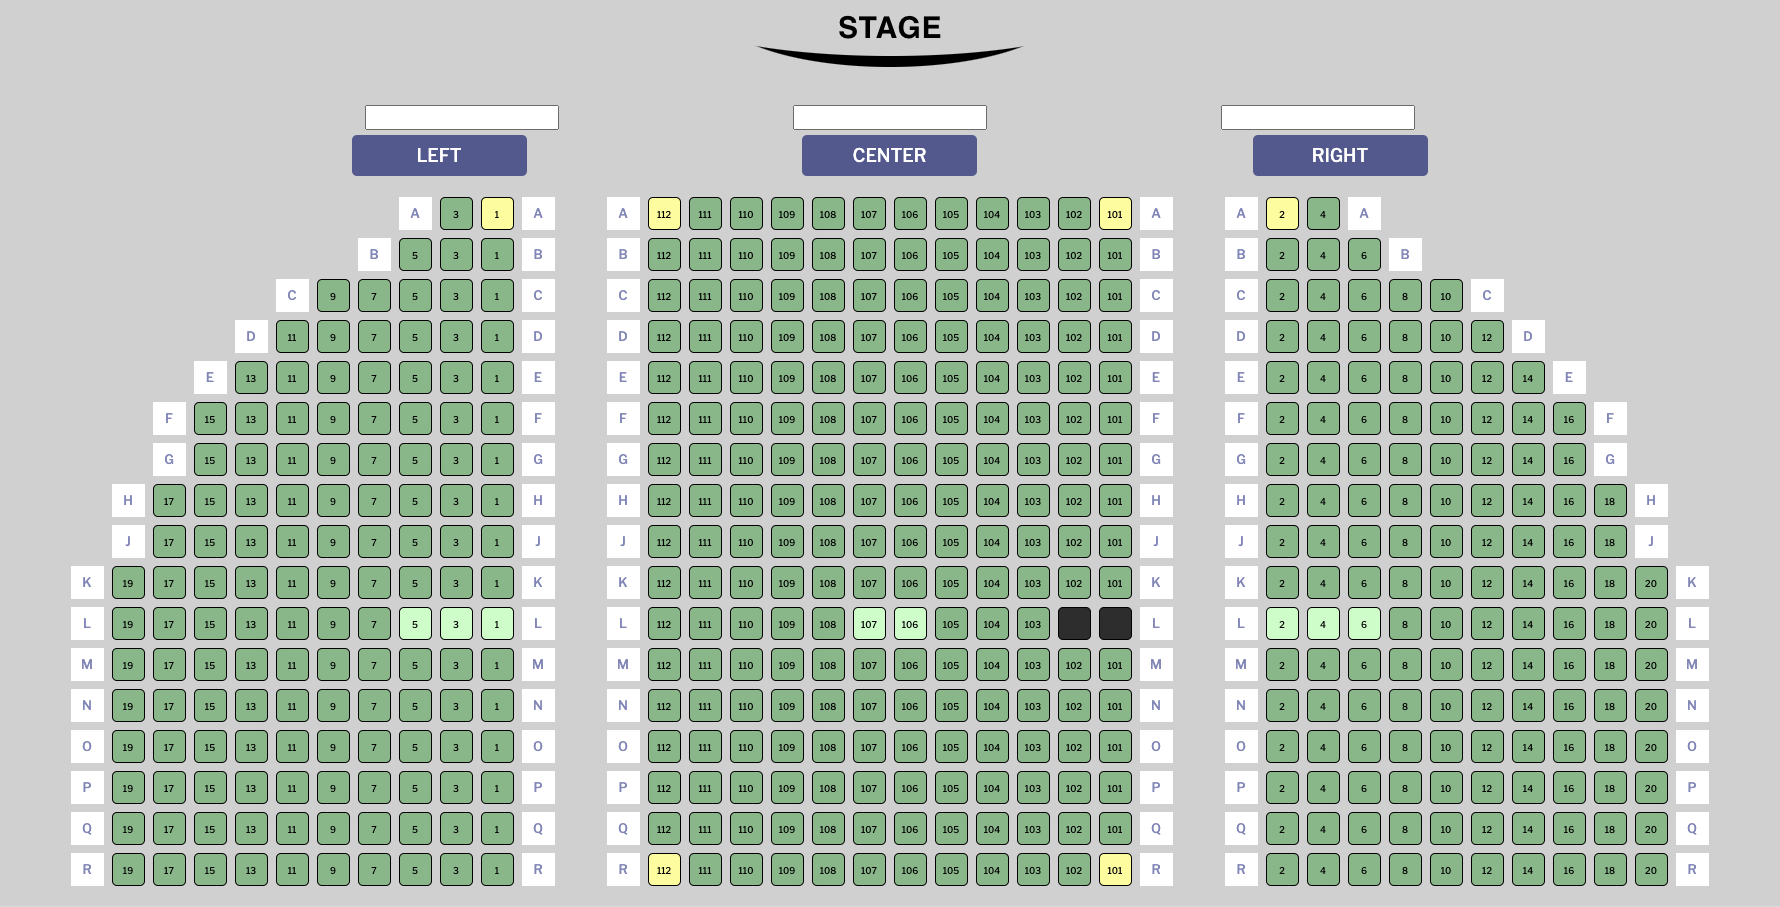 STAGE
LEFT CENTER RIGHT
A 3 1 A A 112 111 110 109 108 107 106 105 104 103 102 101 A A 2 4 A
B 5 3 1 B B 112 111 110 109 108 107 106 105 104 103 102 101 B B 2 4 6 B
C 9 7 5 3 1 C C 112 111 110 109 108 107 106 105 104 103 102 101 C C 2 4 6 8 10 C
D 11 9 7 5 3 1 D D 112 111 110 109 108 107 106 105 104 103 102 101 D D 2 4 6 8 10 12 D
E 13 11 9 7 5 3 1 E E 112 111 110 109 108 107 106 105 104 103 102 101 E E 2 4 6 8 10 12 14 E
F 15 13 11 9 7 5 3 1 F F 112 111 110 109 108 107 106 105 104 103 102 101 F F 2 4 6 8 10 12 14 16 F
G 15 13 11 9 7 5 3 1 G G 112 111 110 109 108 107 106 105 104 103 102 101 G G 2 4 6 8 10 12 14 16 G
H 17 15 13 11 9 7 5 3 1 H H 112 111 110 109 108 107 106 105 104 103 102 101 H H 2 4 6 8 10 12 14 16 18 H
J 17 15 13 11 9 7 5 3 1 J J 112 111 110 109 108 107 106 105 104 103 102 101 J J 2 4 6 8 10 12 14 16 18 J
K 19 17 15 13 11 9 7 5 3 1 K K 112 111 110 109 108 107 106 105 104 103 102 101 K K 2 4 6 8 10 12 14 16 18 20 K
L 19 17 15 13 11 9 7 5 3 1 L L 112 111 110 109 108 107 106 105 104 103 L L 2 4 6 8 10 12 14 16 18 20 L
M 19 17 15 13 11 9 7 5 3 1 M M 112 111 110 109 108 107 106 105 104 103 102 101 M M 2 4 6 8 10 12 14 16 18 20 M
N 19 17 15 13 11 9 7 5 3 1 N N 112 111 110 109 108 107 106 105 104 103 102 101 N N 2 4 6 8 10 12 14 16 18 20 N
O 19 17 15 13 11 9 7 5 3 1 O O 112 111 110 109 108 107 106 105 104 103 102 101 O O 2 4 6 8 10 12 14 16 18 20 O
P 19 17 15 13 11 9 7 5 3 1 P P 112 111 110 109 108 107 106 105 104 103 102 101 P P 2 4 6 8 10 12 14 16 18 20 P
Q 19 17 15 13 11 9 7 5 3 1 Q Q 112 111 110 109 108 107 106 105 104 103 102 101 Q Q 2 4 6 8 10 12 14 16 18 20 Q
R 19 17 15 13 11 9 7 5 3 1 R R 112 111 110 109 108 107 106 105 104 103 102 101 R R 2 4 6 8 10 12 14 16 18 20 R